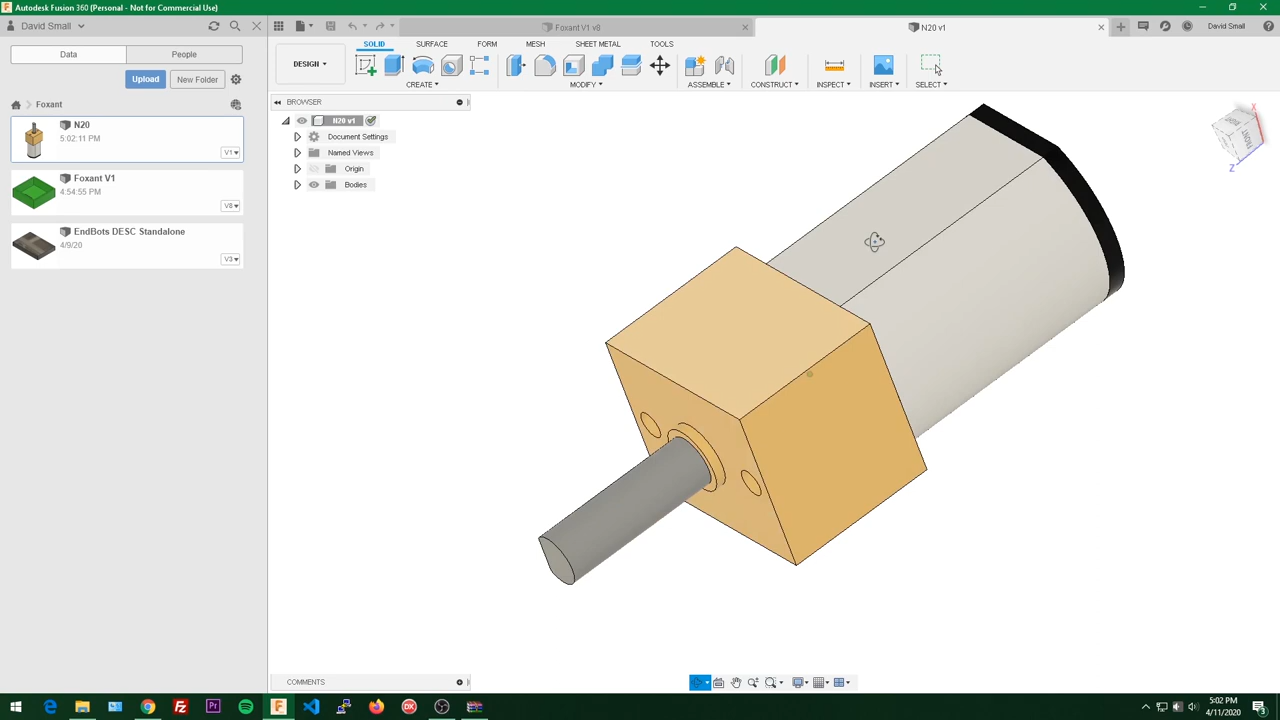 Autodesk Fusion 360 (Personal - Not for Commercial Use)
David Small
Foxant V1 v8
N20 v1
David Small
Data
People
SOLID
SURFACE
FORM
MESH
SHEET METAL
TOOLS
DESIGN
Upload
New Folder
CREATE
MODIFY
ASSEMBLE
CONSTRUCT
INSPECT
INSERT
SELECT
Foxant
BROWSER
N20
5:02:11 PM
V1
N20 v1
Document Settings
Named Views
Origin
Bodies
Foxant V1
4:54:55 PM
V8
EndBots DESC Standalone
4/9/20
V3
FRONT
X
Z
COMMENTS
5:02 PM
4/11/2020
3